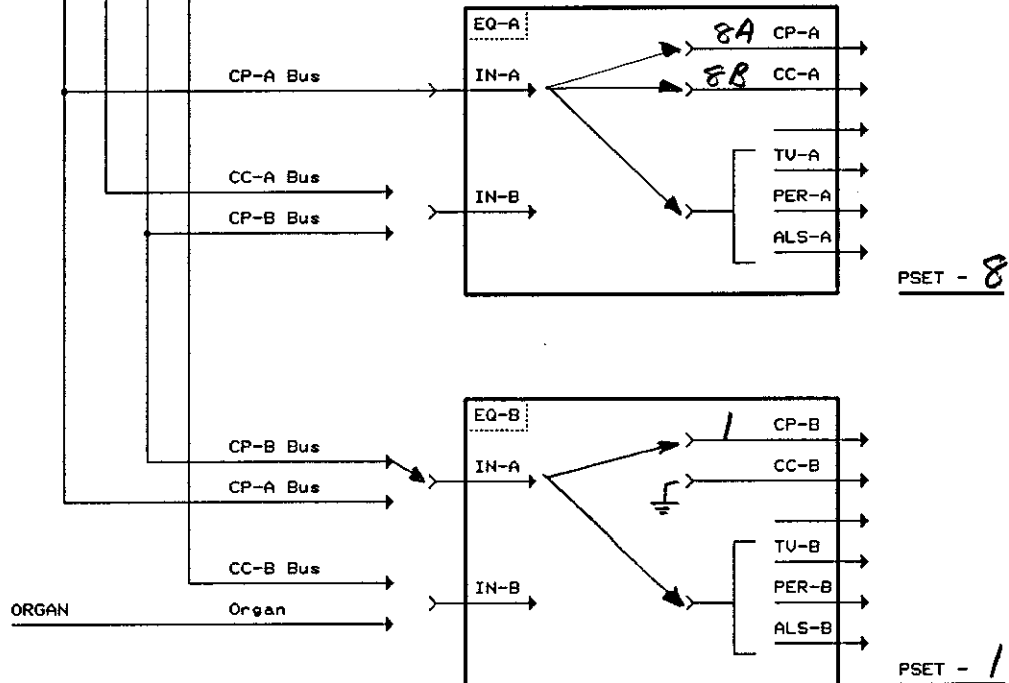 EQ-A
8A CP-A
CP-A Bus
IN-A
8B CC-A
CC-A Bus
CP-B Bus
IN-B
TV-A
PER-A
ALS-A
PSET - 8
EQ-B
1 CP-B
CP-B Bus
IN-A
CC-B
CP-A Bus
CC-B Bus
IN-B
TV-B
PER-B
ORGAN Organ
ALS-B
PSET - 1